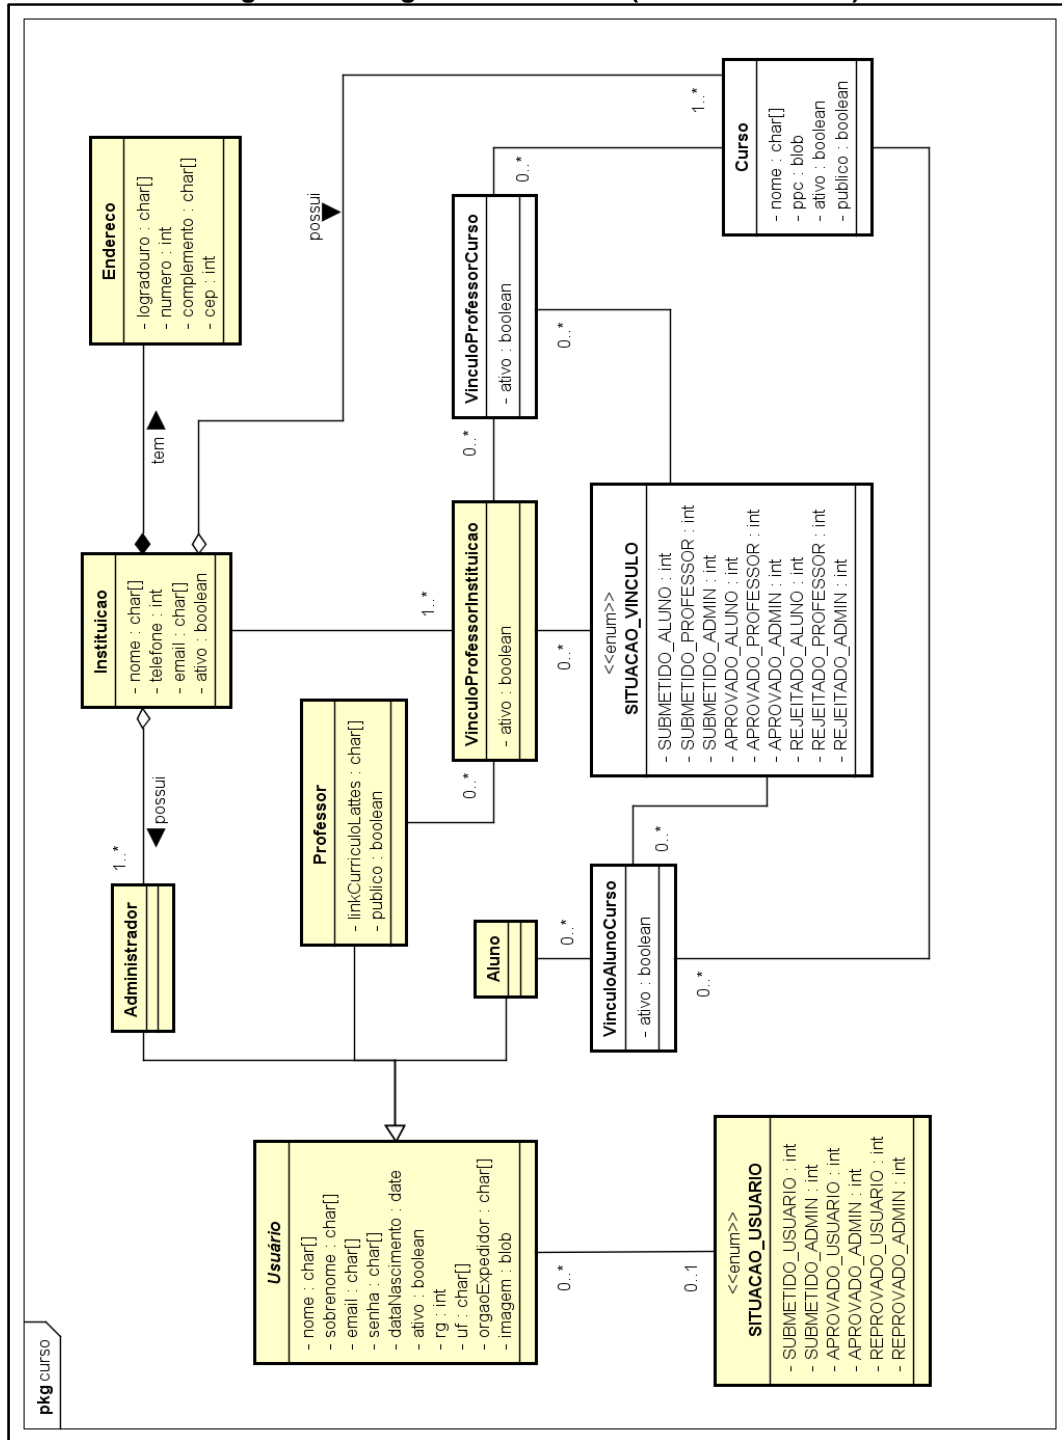 pkg curso
Administrador
1..*
possui
Instituicao
- nome : char[]
- telefone : int
- email : char[]
- ativo : boolean
tem
Endereco
- logradouro : char[]
- numero : int
- complemento : char[]
- cep : int
possui
Usuário
- nome : char[]
- sobrenome : char[]
- email : char[]
- senha : char[]
- dataNascimento : date
- ativo : boolean
- rg : int
- uf : char[]
- orgaoExpedidor : char[]
- imagem : blob
Professor
- linkCurriculoLattes : char[]
- publico : boolean
Aluno
0..*
0..*
1..*
VinculoProfessorInstituicao
- ativo : boolean
0..*
VinculoProfessorCurso
- ativo : boolean
0..*
0..*
0..*
0..*
VinculoAlunoCurso
- ativo : boolean
0..*
0..*
<<enum>>
SITUACAO_VINCULO
- SUBMETIDO_ALUNO : int
- SUBMETIDO_PROFESSOR : int
- SUBMETIDO_ADMIN : int
- APROVADO_ALUNO : int
- APROVADO_PROFESSOR : int
- APROVADO_ADMIN : int
- REJEITADO_ALUNO : int
- REJEITADO_PROFESSOR : int
- REJEITADO_ADMIN : int
0..1
<<enum>>
SITUACAO_USUARIO
- SUBMETIDO_USUARIO : int
- SUBMETIDO_ADMIN : int
- APROVADO_USUARIO : int
- APROVADO_ADMIN : int
- REPROVADO_USUARIO : int
- REPROVADO_ADMIN : int
1..*
Curso
- nome : char[]
- ppc : blob
- ativo : boolean
- publico : boolean